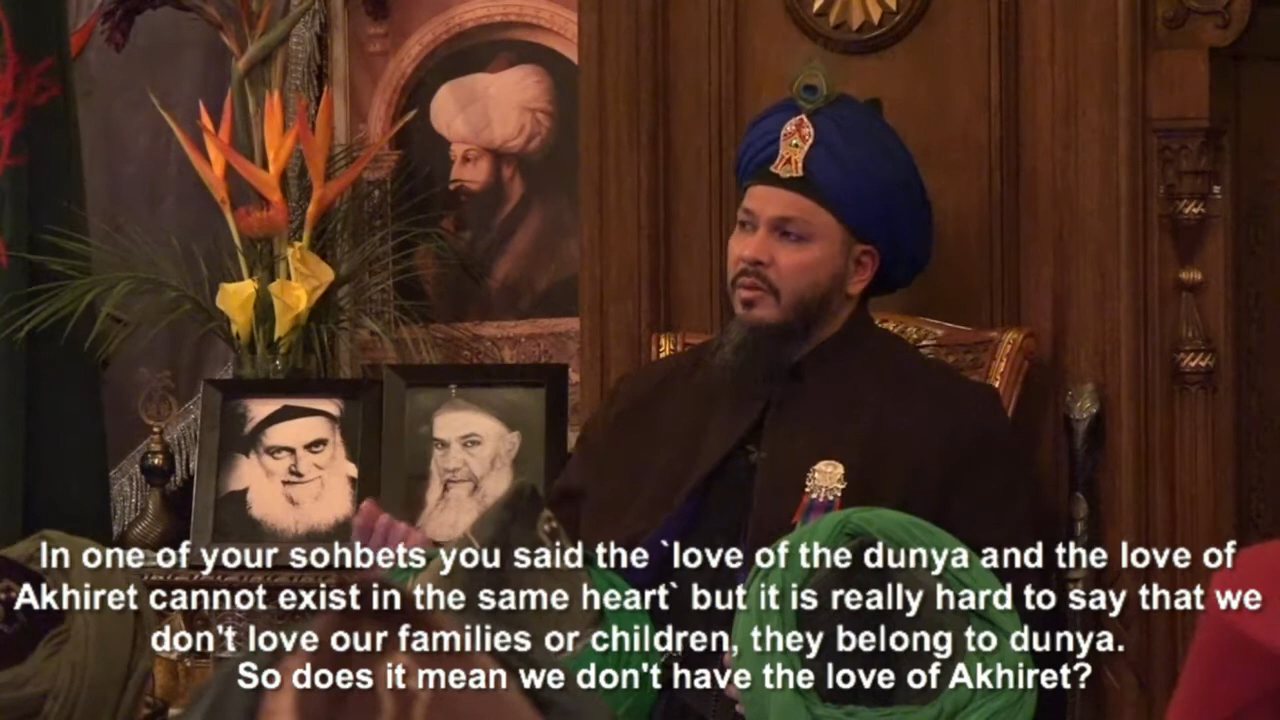 In one of your sohbets you said the `love of the dunya and the love of
Akhiret cannot exist in the same heart` but it is really hard to say that we
don't love our families or children, they belong to dunya.
So does it mean we don't have the love of Akhiret?